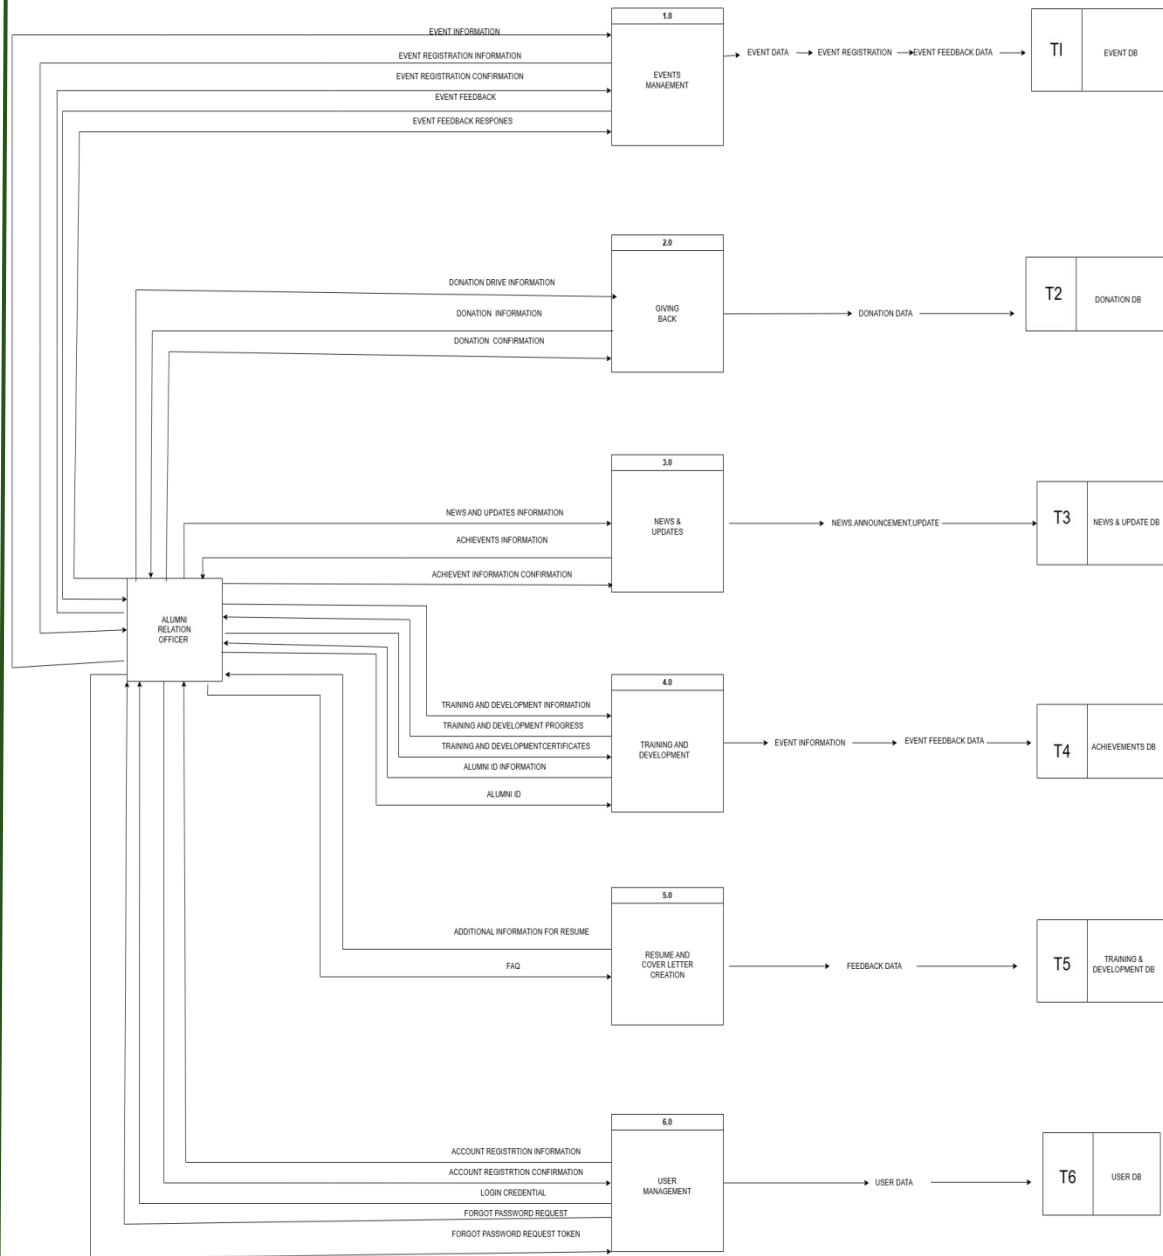 1.0
EVENT INFORMATION
EVENT REGISTRATION INFORMATION
EVENT REGISTRATION CONFIRMATION
EVENT FEEDBACK
EVENT FEEDBACK RESPONES
EVENTS
MANAEMENT
EVENT DATA
EVENT REGISTRATION
EVENT FEEDBACK DATA
TI
EVENT DB
2.0
DONATION DRIVE INFORMATION
DONATION INFORMATION
DONATION CONFIRMATION
GIVING
BACK
DONATION DATA
T2
DONATION DB
3.0
NEWS AND UPDATES INFORMATION
ACHIEVENTS INFORMATION
ACHIEVENT INFORMATION CONFIRMATION
NEWS &
UPDATES
NEWS.ANNOUNCEMENT,UPDATE
T3
NEWS & UPDATE DB
ALUMNI
RELATION
OFFICER
4.0
TRAINING AND DEVELOPMENT INFORMATION
TRAINING AND DEVELOPMENT PROGRESS
TRAINING AND DEVELOPMENTCERTIFICATES
ALUMNI ID INFORMATION
ALUMNI ID
TRAINING AND
DEVELOPMENT
EVENT INFORMATION
EVENT FEEDBACK DATA
T4
ACHIEVEMENTS DB
5.0
ADDITIONAL INFORMATION FOR RESUME
FAQ
RESUME AND
COVER LETTER
CREATION
FEEDBACK DATA
T5
TRAINING &
DEVELOPMENT DB
6.0
ACCOUNT REGISTRTION INFORMATION
ACCOUNT REGISTRTION CONFIRMATION
LOGIN CREDENTIAL
FORGOT PASSWORD REQUEST
FORGOT PASSWORD REQUEST TOKEN
USER
MANAGEMENT
USER DATA
T6
USER DB